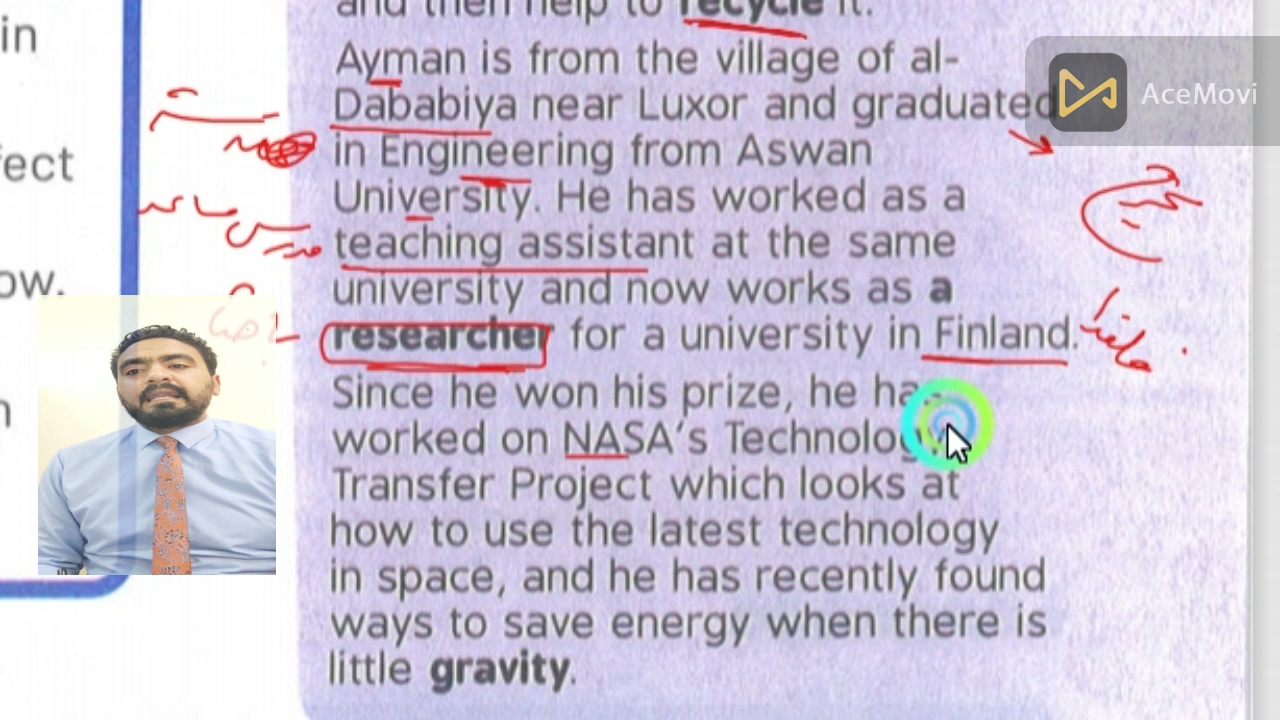 and then help to recycle it.
in
Ayman is from the village of al-
Dababiya near Luxor and graduated
AceMovi
in Engineering from Aswan
fect
University. He has worked as a
teaching assistant at the same
university and now works as a
ow.
researcher for a university in Finland.
فنلندا
Since he won his prize, he has
n
worked on NASA's Technology
Transfer Project which looks at
how to use the latest technology
in space, and he has recently found
ways to save energy when there is
little gravity.